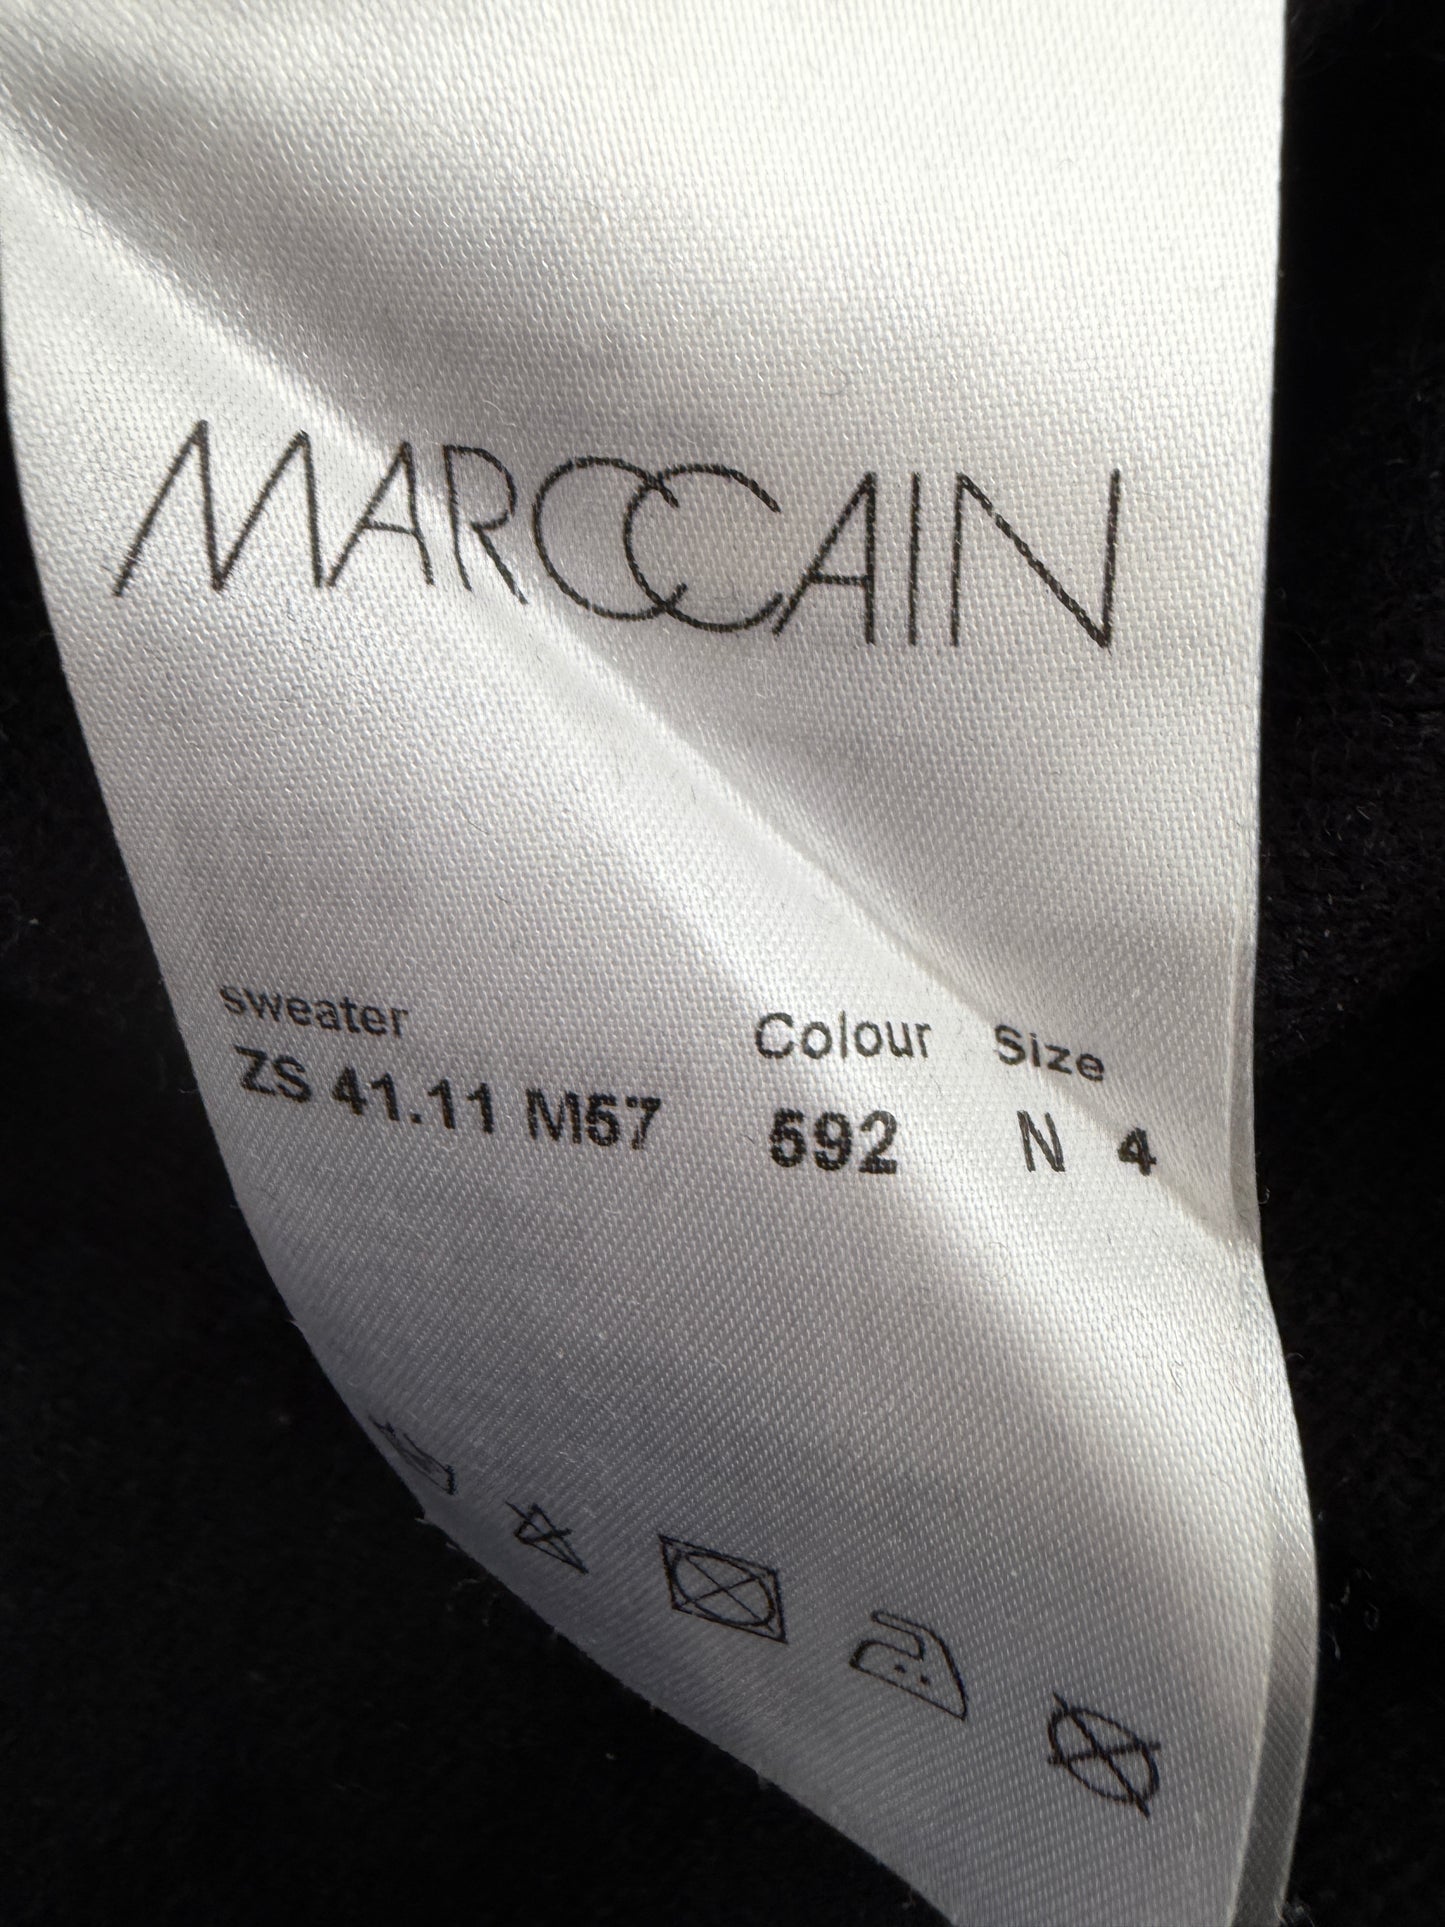 MARCCAIN
sweater Colour Size
ZS 41.11 M57 592 N 4